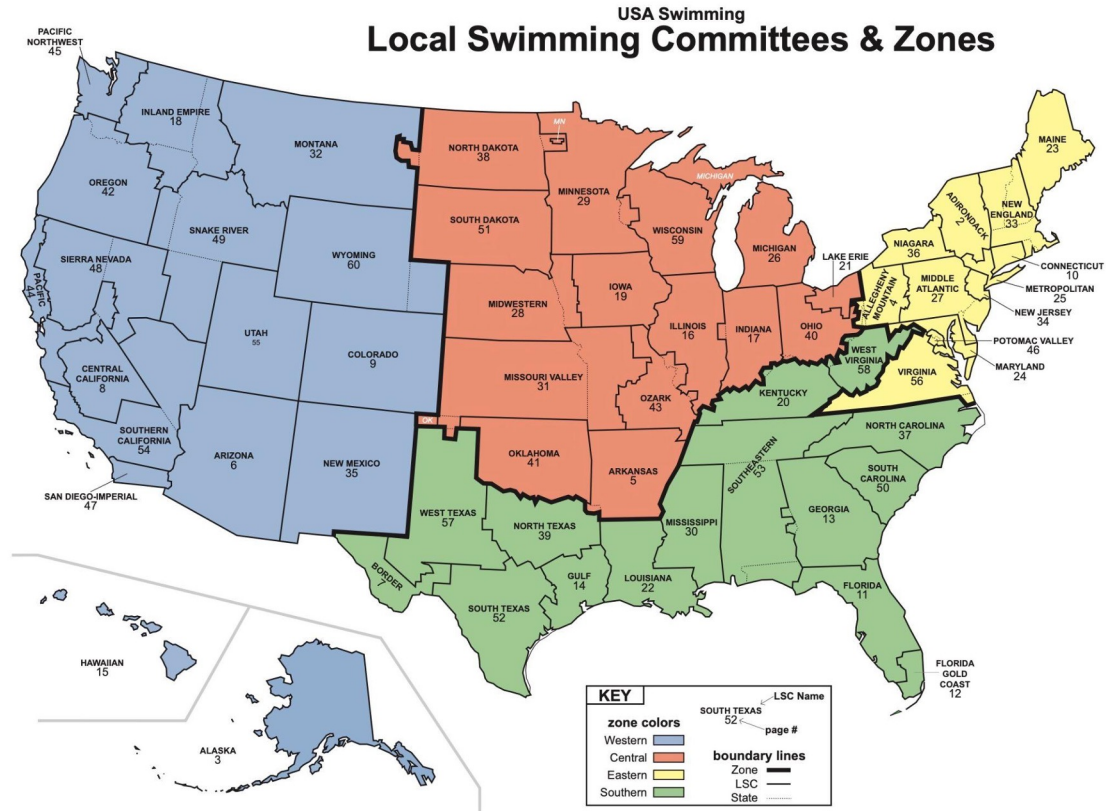 USA Swimming
Local Swimming Committees & Zones
PACIFIC
NORTHWEST
45
INLAND EMPIRE
18
MONTANA
32
OREGON
42
SNAKE RIVER
49
WYOMING
60
SIERRA NEVADA
48
PACIFIC
44
UTAH
55
COLORADO
9
CENTRAL
CALIFORNIA
8
SOUTHERN
CALIFORNIA
54
SAN DIEGO-IMPERIAL
47
ARIZONA
6
NEW MEXICO
35
NORTH DAKOTA
38
MN
MINNESOTA
29
SOUTH DAKOTA
51
MICHIGAN
WISCONSIN
59
MICHIGAN
26
LAKE ERIE
21
MIDWESTERN
28
IOWA
19
ILLINOIS
16
INDIANA
17
OHIO
40
MISSOURI VALLEY
31
OZARK
43
OK
OKLAHOMA
41
ARKANSAS
5
MAINE
23
ADIRONDACK
2
NEW
ENGLAND
33
NIAGARA
36
CONNECTICUT
10
METROPOLITAN
25
ALLEGHENY
MOUNTAIN
4
MIDDLE
ATLANTIC
27
NEW JERSEY
34
POTOMAC VALLEY
46
MARYLAND
24
VIRGINIA
56
WEST
VIRGINIA
58
KENTUCKY
20
NORTH CAROLINA
37
SOUTHEASTERN
53
SOUTH
CAROLINA
50
GEORGIA
13
MISSISSIPPI
30
WEST TEXAS
57
NORTH TEXAS
39
BORDER
7
GULF
14
LOUISIANA
22
SOUTH TEXAS
52
FLORIDA
11
FLORIDA
GOLD
COAST
12
HAWAIIAN
15
ALASKA
3
KEY
zone colors
Western
Central
Eastern
Southern
LSC Name
SOUTH TEXAS
52
page #
boundary lines
Zone
LSC
State